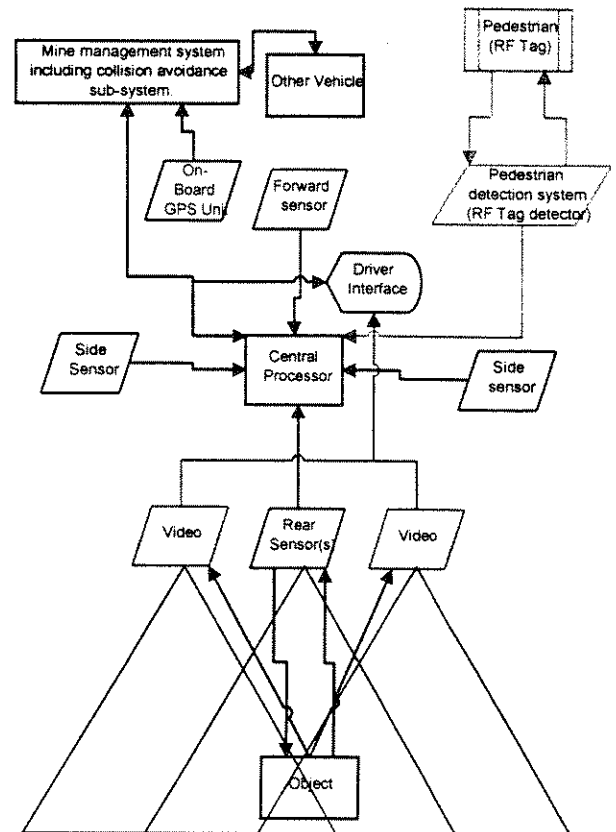 Mine management system
including collision avoidance
sub-system.
Other Vehicle
Pedestrian
(RF Tag)
On-
Board
GPS Unit
Forward
sensor
Pedestrian
detection system
(RF Tag detector)
Driver
Interface
Side
Sensor
Central
Processor
Side
sensor
Video
Rear
Sensor(s)
Video
Object